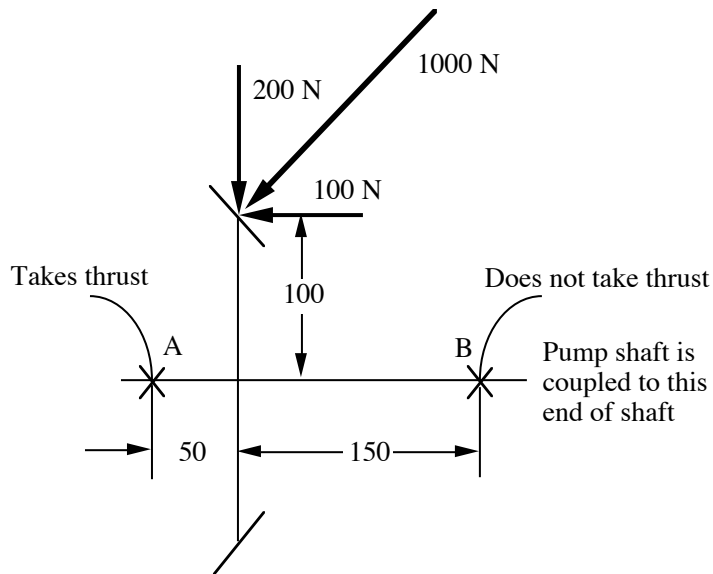 1000 N
200 N
100 N
Takes thrust
100
Does not take thrust
A
B
Pump shaft is
coupled to this
end of shaft
50
150